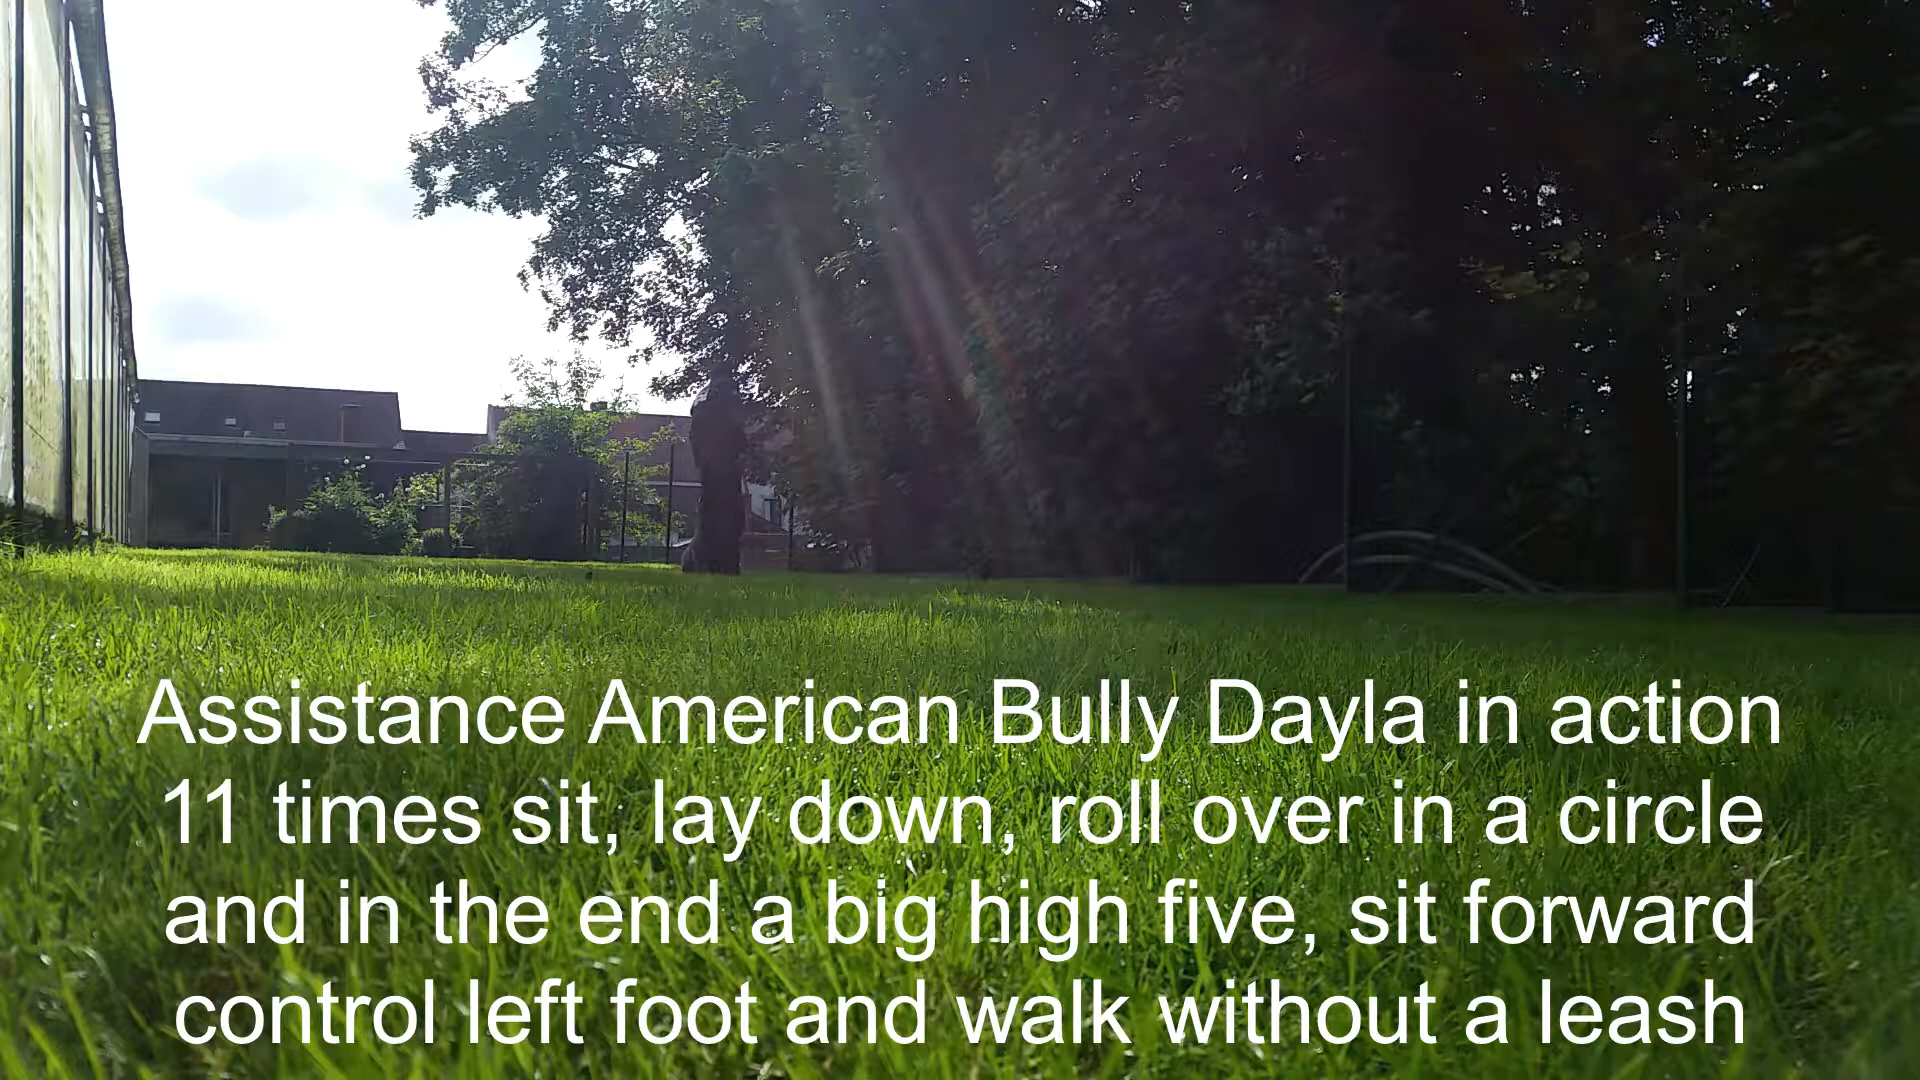 Assistance American Bully Dayla in action
11 times sit, lay down, roll over in a circle
and in the end a big high five, sit forward
control left foot and walk without a leash